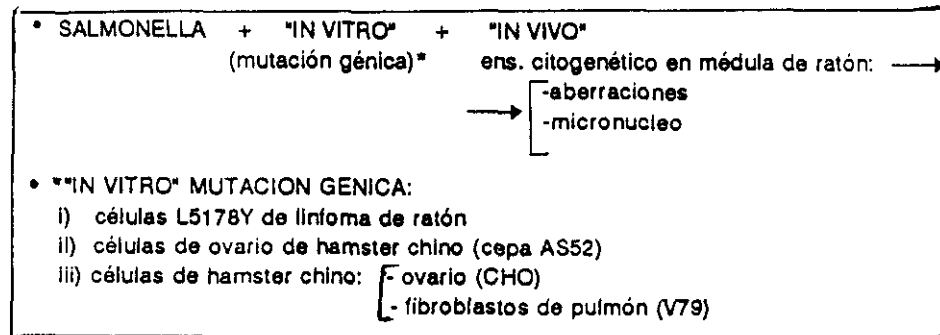 • SALMONELLA + "IN VITRO" + "IN VIVO"
(mutación génica)* ens. citogenético en médula de ratón:
-aberraciones
-micronucleo
• *"IN VITRO" MUTACION GENICA:
i) células L5178Y de linfoma de ratón
ii) células de ovario de hamster chino (cepa AS52)
iii) células de hamster chino: - ovario (CHO)
- fibroblastos de pulmón (V79)